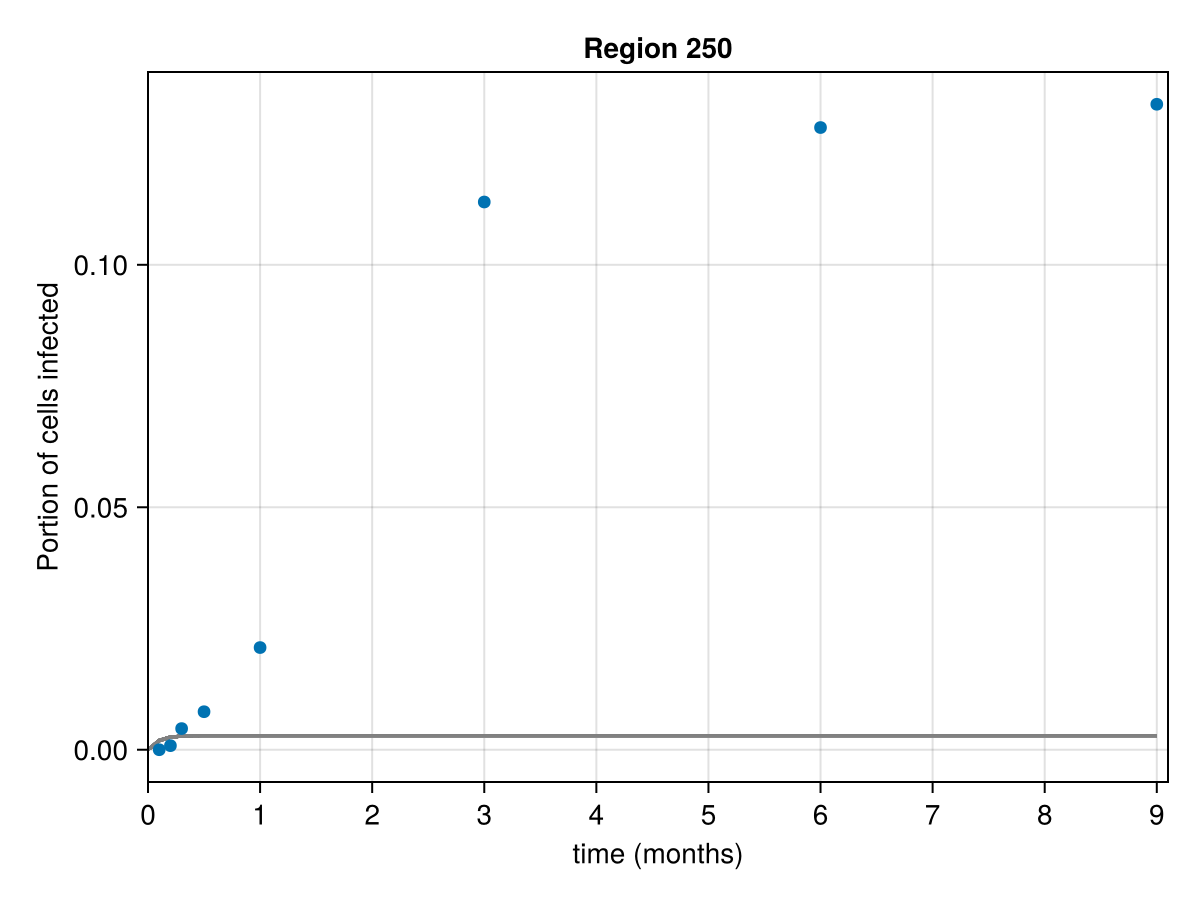 Region 250
Portion of cells infected
0.10
0.05
0.00
0 1 2 3 4 5 6 7 8 9
time (months)